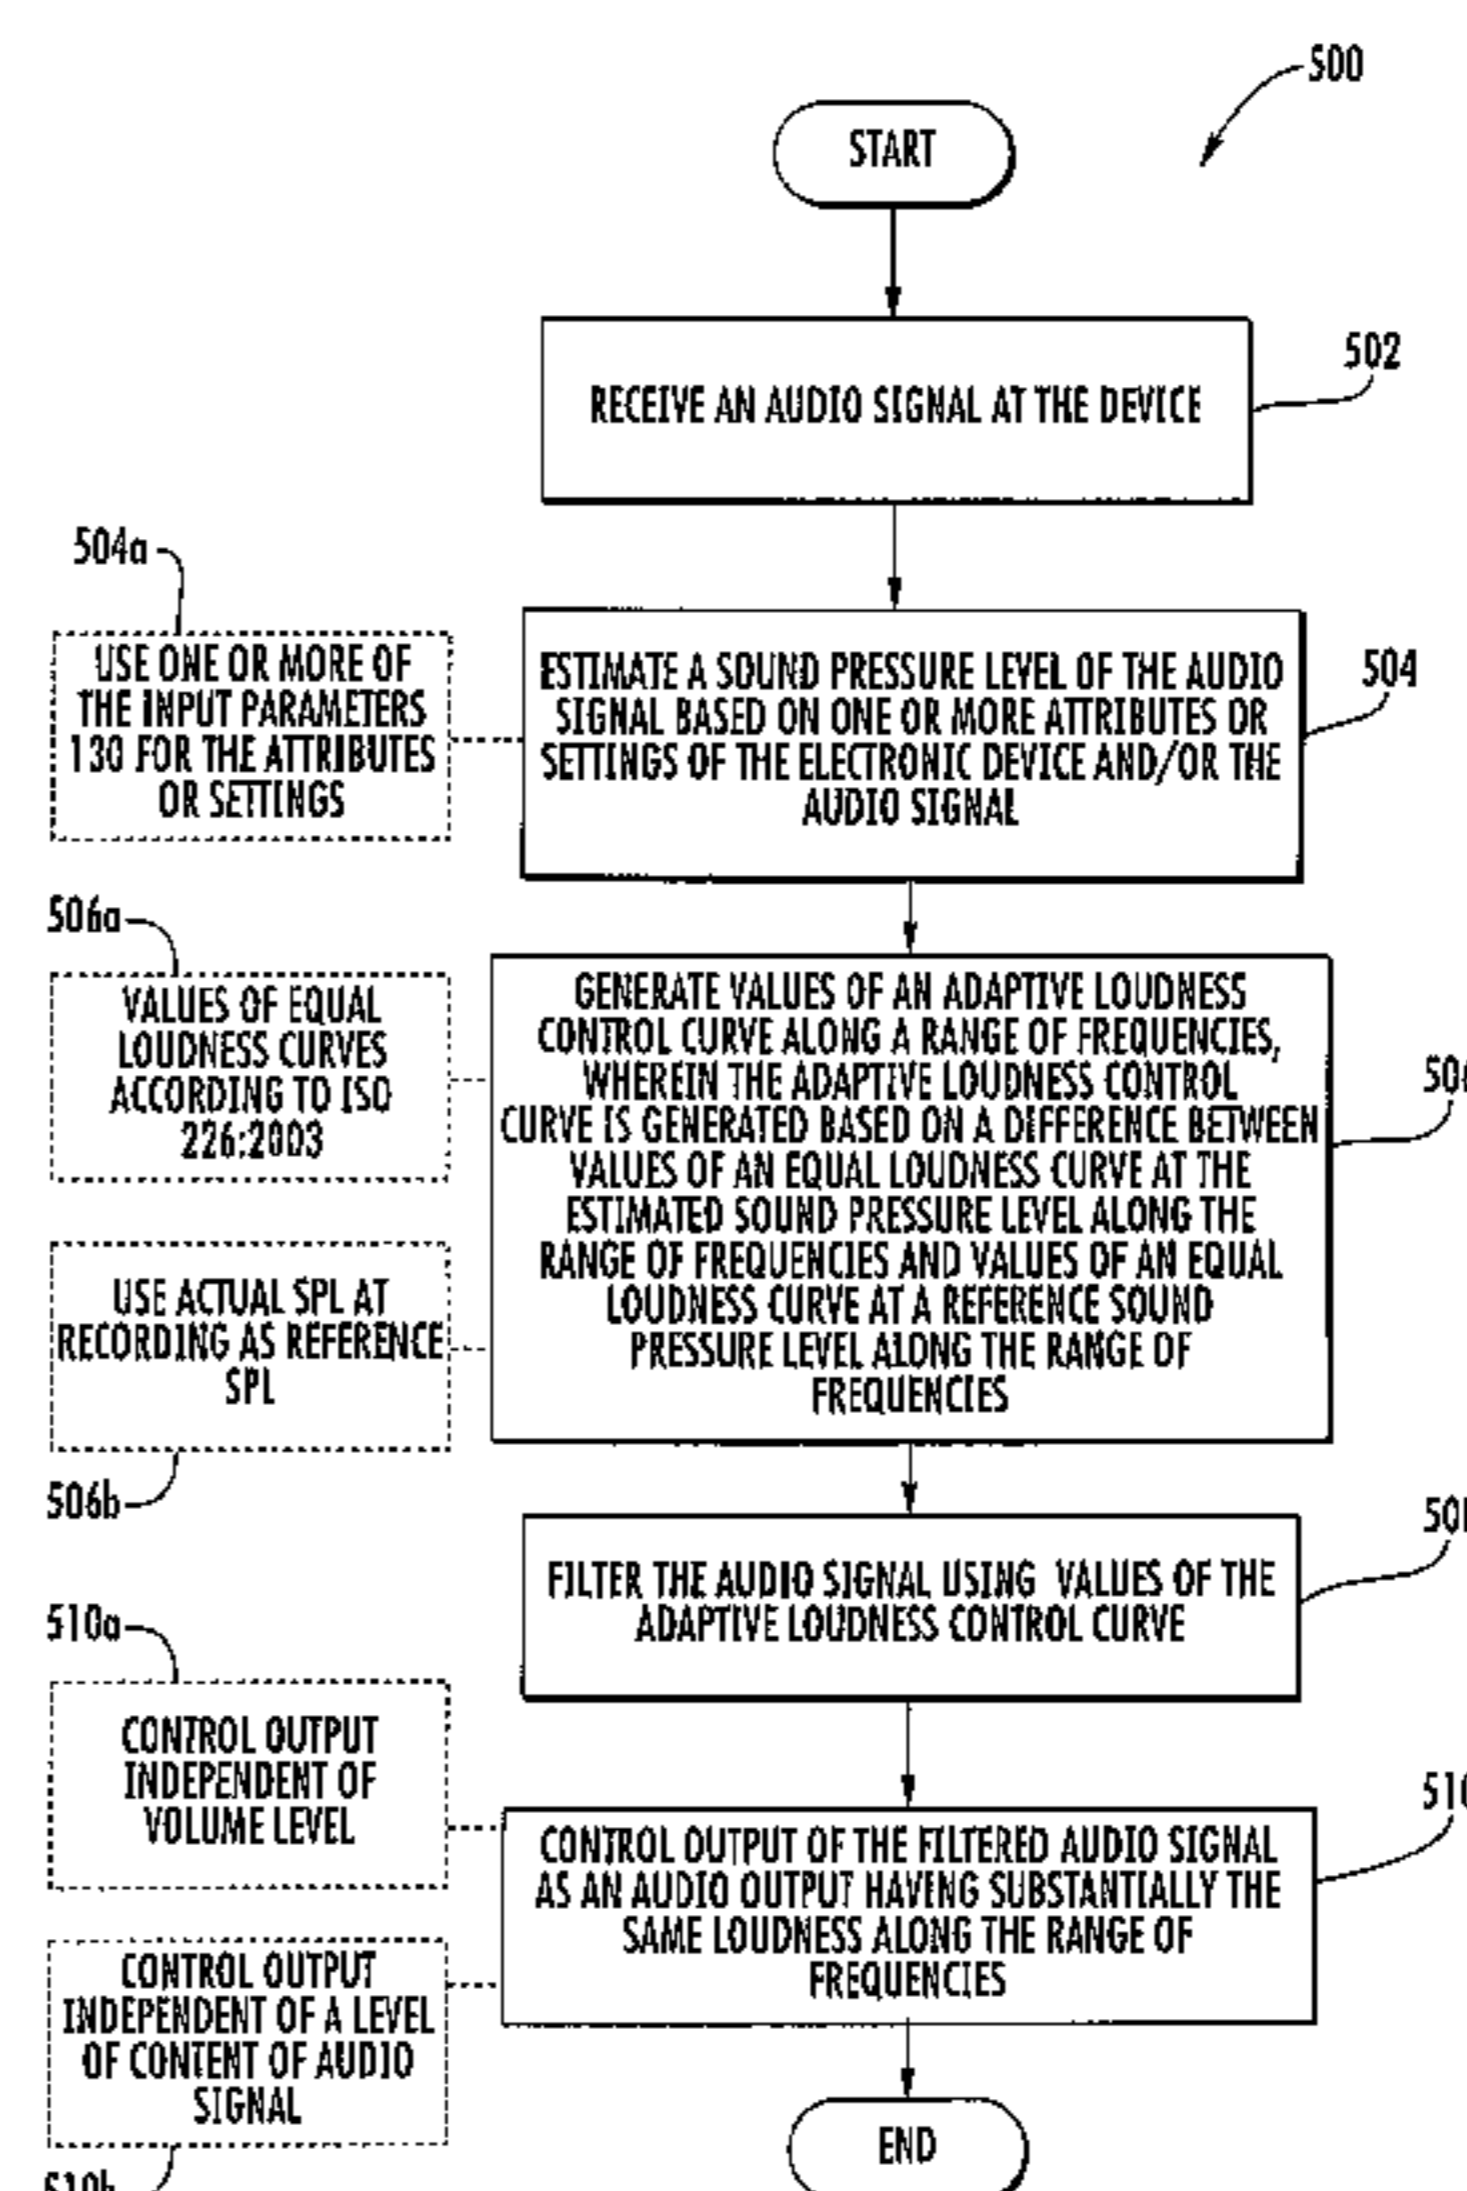 500
START
502
RECEIVE AN AUDIO SIGNAL AT THE DEVICE
504a
USE ONE OR MORE OF
THE INPUT PARAMETERS
130 FOR THE ATTRIBUTES
OR SETTINGS
504
ESTIMATE A SOUND PRESSURE LEVEL OF THE AUDIO
SIGNAL BASED ON ONE OR MORE ATTRIBUTES OR
SETTINGS OF THE ELECTRONIC DEVICE AND/OR THE
AUDIO SIGNAL
506a
VALUES OF EQUAL
LOUDNESS CURVES
ACCORDING TO ISO
226:2003
GENERATE VALUES OF AN ADAPTIVE LOUDNESS
CONTROL CURVE ALONG A RANGE OF FREQUENCIES,
WHEREIN THE ADAPTIVE LOUDNESS CONTROL
CURVE IS GENERATED BASED ON A DIFFERENCE BETWEEN
VALUES OF AN EQUAL LOUDNESS CURVE AT THE
ESTIMATED SOUND PRESSURE LEVEL ALONG THE
RANGE OF FREQUENCIES AND VALUES OF AN EQUAL
LOUDNESS CURVE AT A REFERENCE SOUND
PRESSURE LEVEL ALONG THE RANGE OF
FREQUENCIES
USE ACTUAL SPL AT
RECORDING AS REFERENCE
SPL
506b
FILTER THE AUDIO SIGNAL USING VALUES OF THE
ADAPTIVE LOUDNESS CONTROL CURVE
510a
CONTROL OUTPUT
INDEPENDENT OF
VOLUME LEVEL
CONTROL OUTPUT OF THE FILTERED AUDIO SIGNAL
AS AN AUDIO OUTPUT HAVING SUBSTANTIALLY THE
SAME LOUDNESS ALONG THE RANGE OF
FREQUENCIES
CONTROL OUTPUT
INDEPENDENT OF A LEVEL
OF CONTENT OF AUDIO
SIGNAL
END